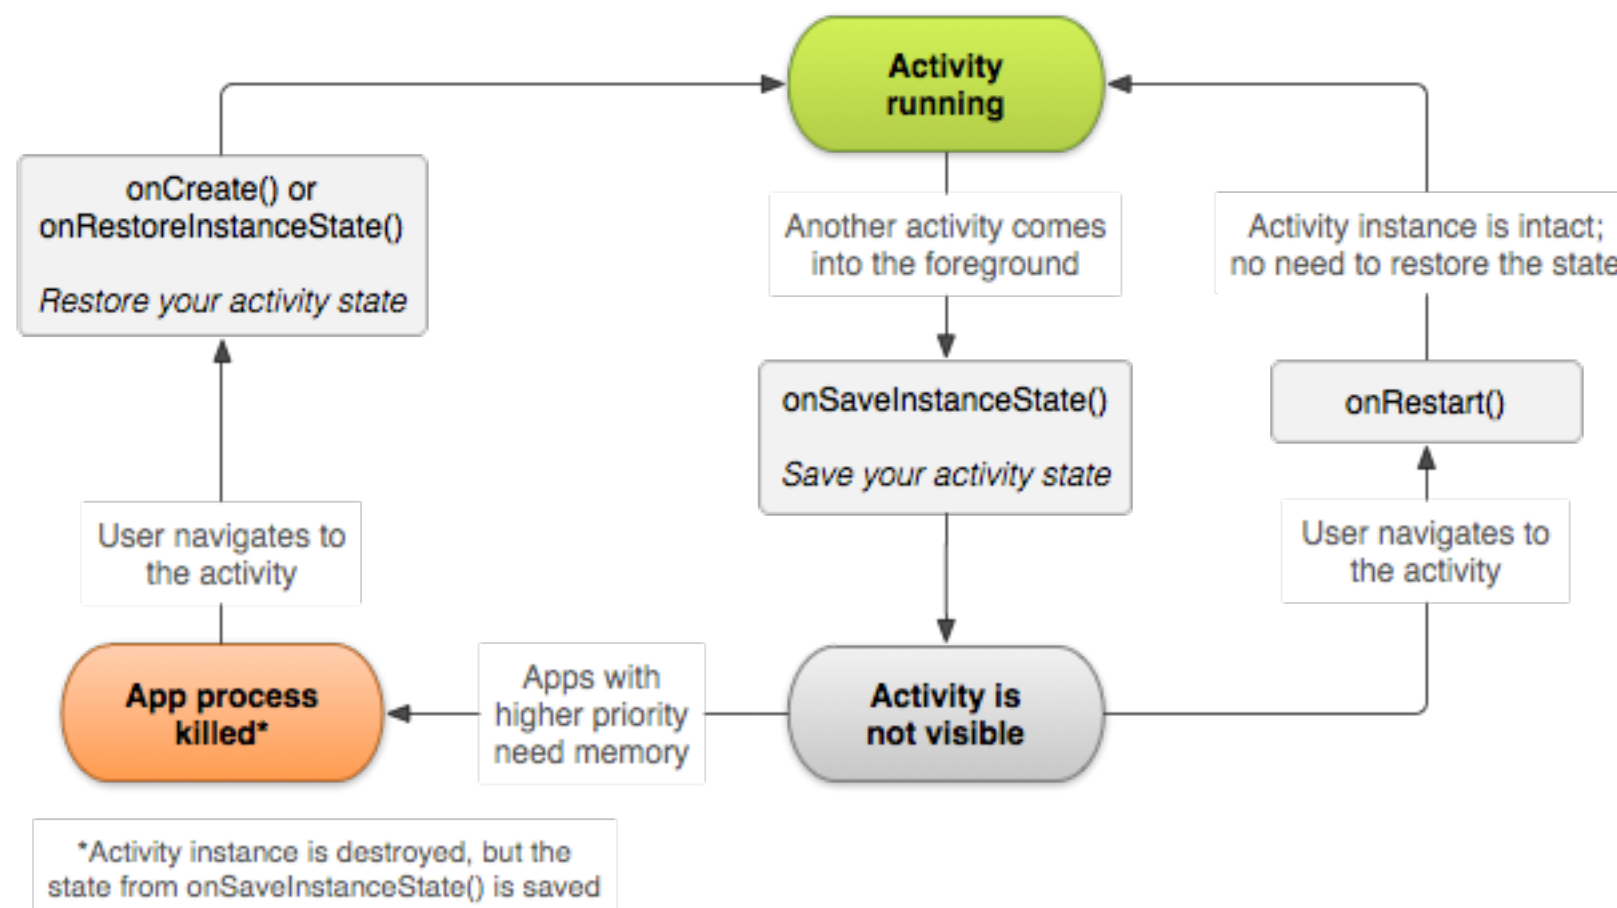 Activity
running
onCreate() or
onRestoreInstanceState()
Restore your activity state
Another activity comes
into the foreground
Activity instance is intact;
no need to restore the state
onSaveInstanceState()
Save your activity state
onRestart()
User navigates to
the activity
User navigates to
the activity
App process
killed*
Apps with
higher priority
need memory
Activity is
not visible
*Activity instance is destroyed, but the
state from onSaveInstanceState() is saved